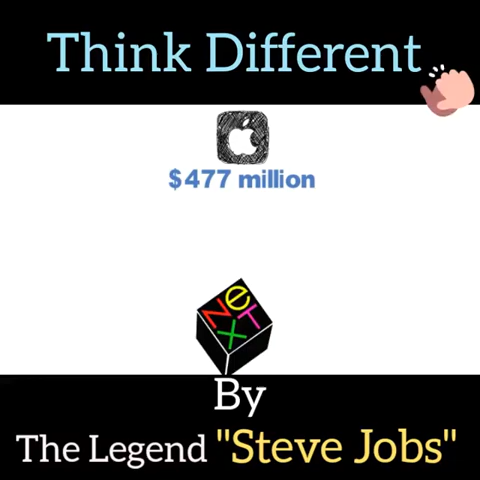 Think Different
$477 million
NeXT
By
The Legend "Steve Jobs"